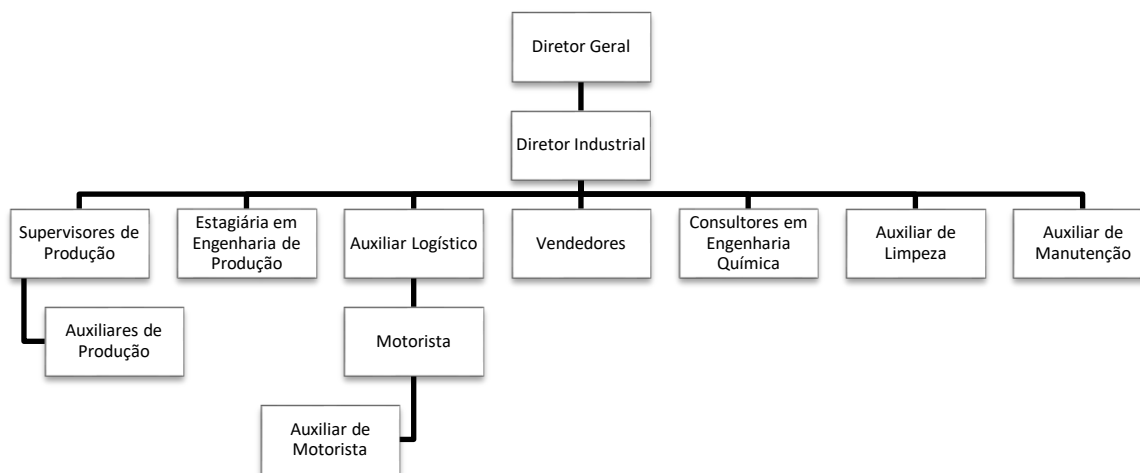 Diretor Geral
Diretor Industrial
Supervisores de
Produção
Estagiária em
Engenharia de
Produção
Auxiliar Logístico
Vendedores
Consultores em
Engenharia
Química
Auxiliar de
Limpeza
Auxiliar de
Manutenção
Auxiliares de
Produção
Motorista
Auxiliar de
Motorista